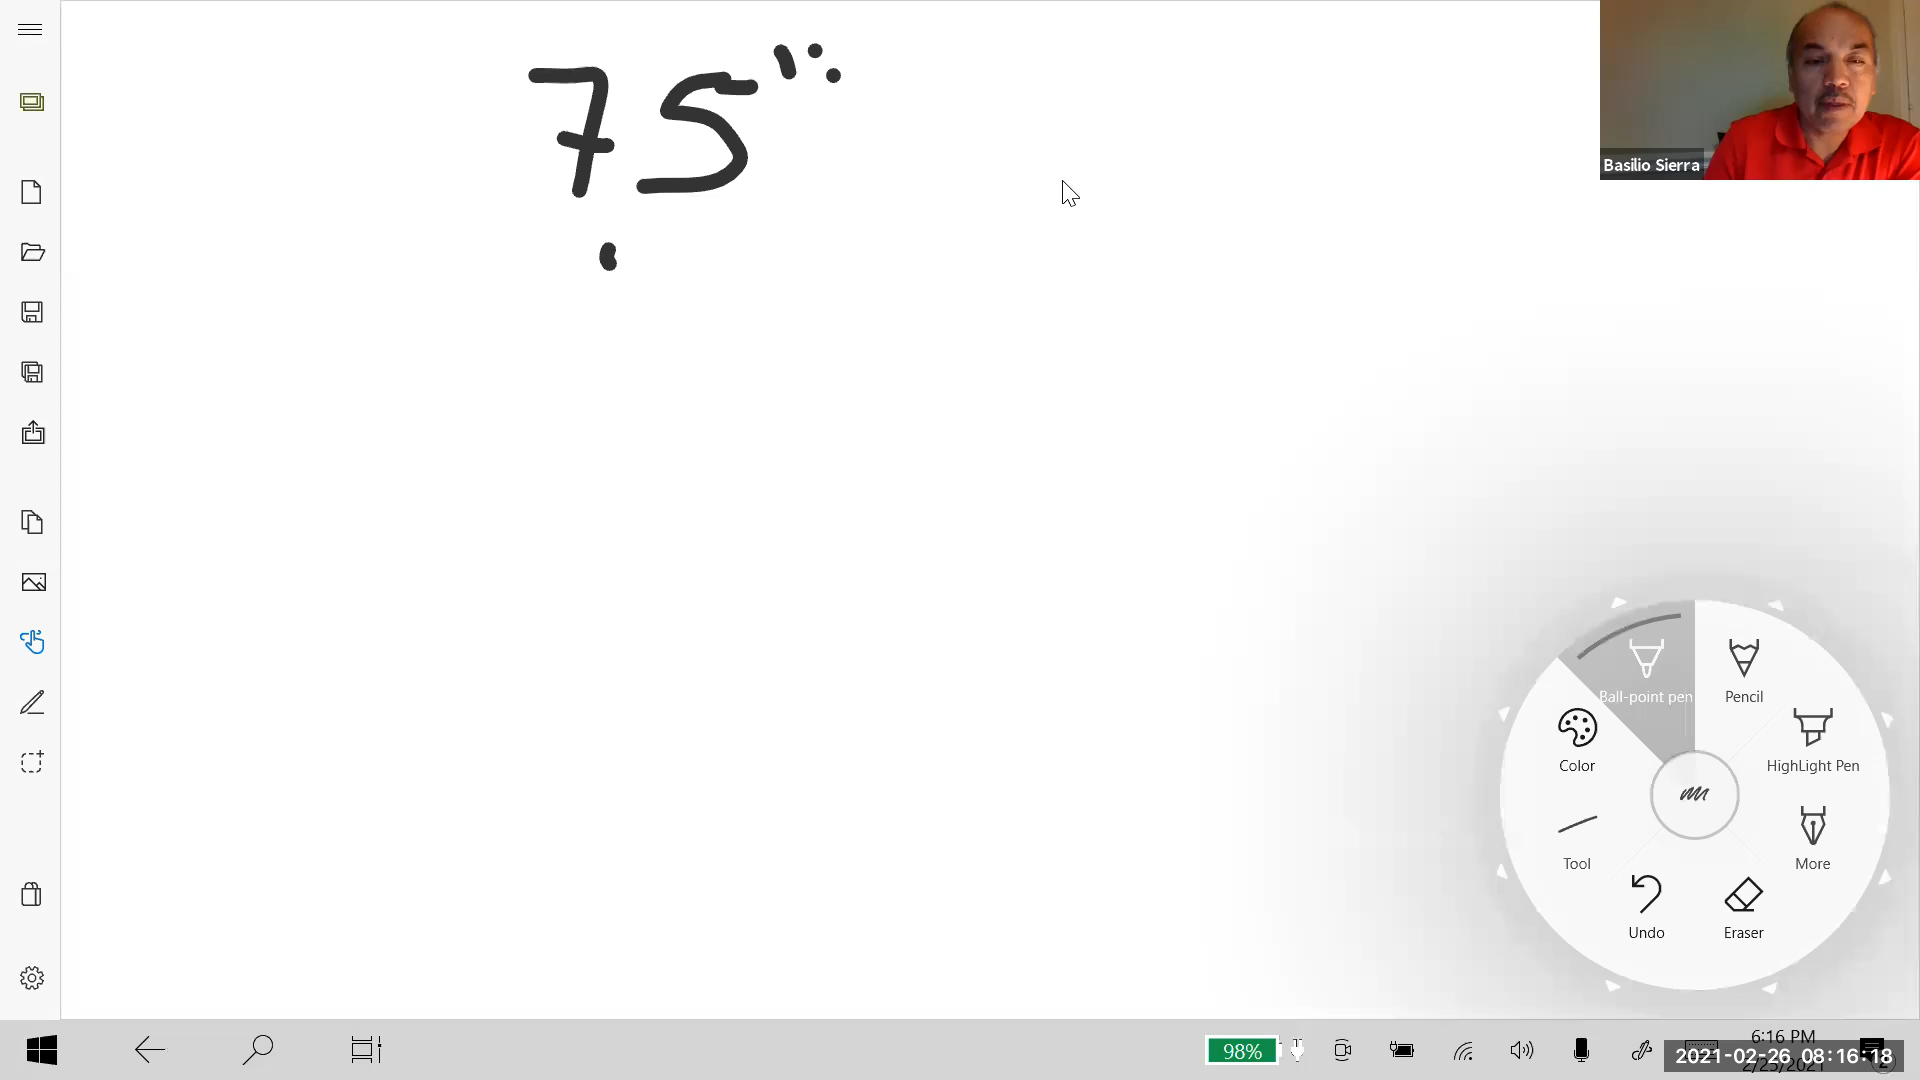 75
Basilio Sierra
Ball-point pen
Pencil
Color
HighLight Pen
Tool
More
Undo
Eraser
98%
6:16 PM
2021-02-26 08:16:18